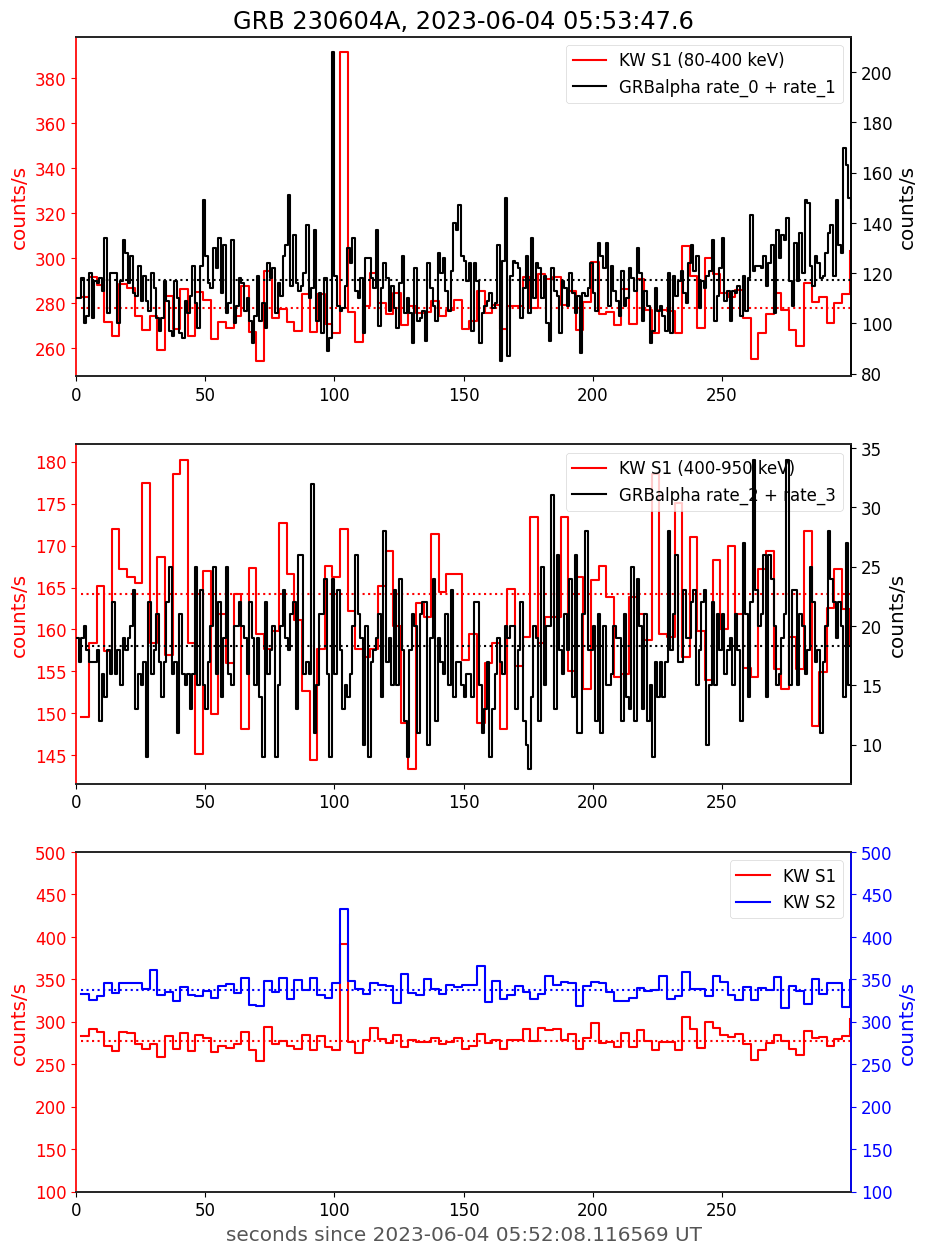 GRB 230604A, 2023-06-04 05:53:47.6
KW S1 (80-400 keV)
GRBalpha rate_0 + rate_1
counts/s
380
360
340
320
300
280
260
200
180
160
140
120
100
80
counts/s
0 50 100 150 200 250
KW S1 (400-950 keV)
GRBalpha rate_2 + rate_3
counts/s
180
175
170
165
160
155
150
145
35
30
25
20
15
10
counts/s
0 50 100 150 200 250
KW S1
KW S2
counts/s
500
450
400
350
300
250
200
150
100
500
450
400
350
300
250
200
150
100
counts/s
0 50 100 150 200 250
seconds since 2023-06-04 05:52:08.116569 UT